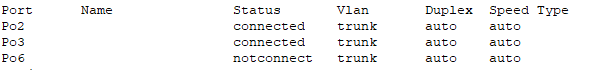 Port Name Status Vlan Duplex Speed Type
Po2 connected trunk auto auto
Po3 connected trunk auto auto
Po6 notconnect trunk auto auto